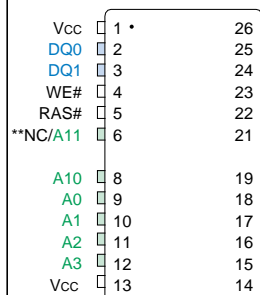 Vcc 1 • 26
DQ0 2 25
DQ1 3 24
WE# 4 23
RAS# 5 22
**NC/A11 6 21
A10 8 19
A0 9 18
A1 10 17
A2 11 16
A3 12 15
Vcc 13 14